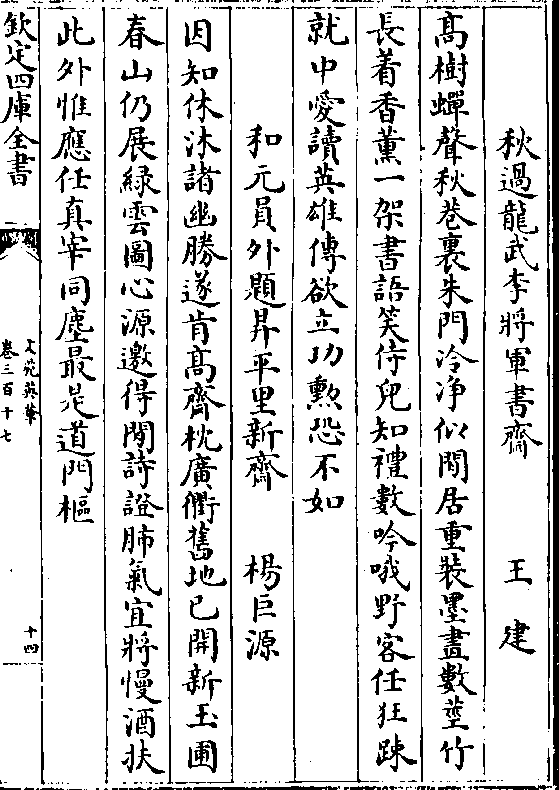 秋過龍武李將軍書齋　王建
髙樹蟬聲秋巷裏朱門冷净似閒居重裝墨畫數莖竹
長着香薰一架書語笑侍兒知禮數吟哦野客任狂踈
就中愛讀英雄傳欲立功勲恐不如
和元員外題昇平里新齋　楊巨源
因知休沐諸幽勝遂肯髙齋枕廣衢舊地已開新玉圃
春山仍展緑雲圖心源邀得閒詩證肺氣宜將慢酒扶
此外惟應任真宰同塵最是道門樞
欽定四庫全書
文苑英華
卷三百十七
十四